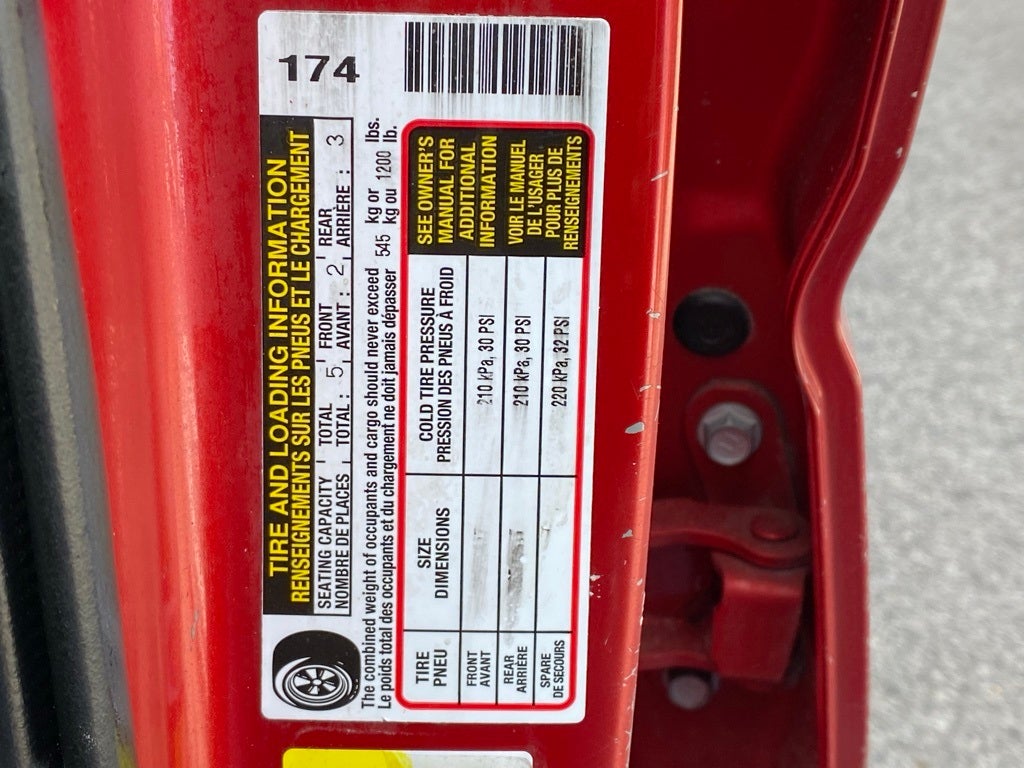 174
TIRE AND LOADING INFORMATION
RENSEIGNEMENTS SUR LES PNEUS ET LE CHARGEMENT
SEATING CAPACITY TOTAL : 5 FRONT : 2 REAR : 3
NOMBRE DE PLACES TOTAL : AVANT : ARRIÈRE :
The combined weight of occupants and cargo should never exceed 545 kg or 1200 lbs.
Le poids total des occupants et du chargement ne doit jamais dépasser kg ou lb.
TIRE SIZE COLD TIRE PRESSURE
PNEU DIMENSIONS PRESSION DES PNEUS À FROID
FRONT 210 kPa, 30 PSI
AVANT
REAR 210 kPa, 30 PSI
ARRIÈRE
SPARE 220 kPa, 32 PSI
DE SECOURS
SEE OWNER'S
MANUAL FOR
ADDITIONAL
INFORMATION
VOIR LE MANUEL
DE L'USAGER
POUR PLUS DE
RENSEIGNEMENTS